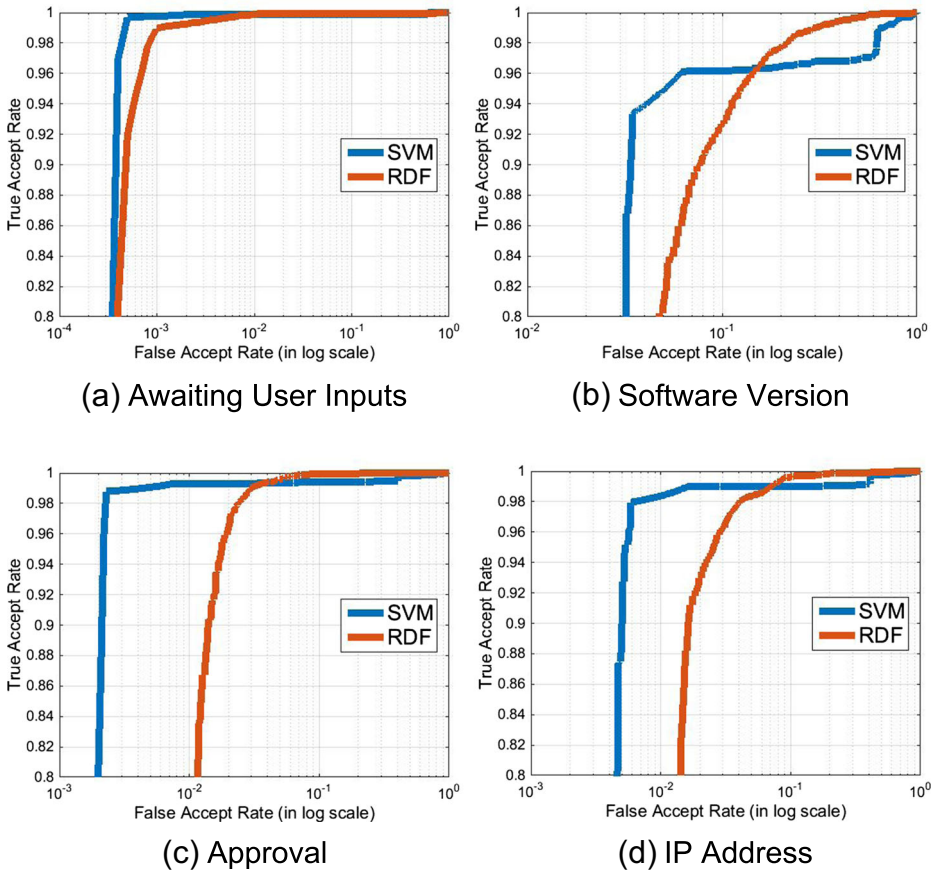 1
0.98
0.96
0.94
0.92
0.9
0.88
0.86
0.84
0.82
0.8
True Accept Rate
SVM
RDF
10^-4 10^-3 10^-2 10^-1 10^0
False Accept Rate (in log scale)
(a) Awaiting User Inputs
1
0.98
0.96
0.94
0.92
0.9
0.88
0.86
0.84
0.82
0.8
True Accept Rate
SVM
RDF
10^-2 10^-1 10^0
False Accept Rate (in log scale)
(b) Software Version
1
0.98
0.96
0.94
0.92
0.9
0.88
0.86
0.84
0.82
0.8
True Accept Rate
SVM
RDF
10^-3 10^-2 10^-1 10^0
False Accept Rate (in log scale)
(c) Approval
1
0.98
0.96
0.94
0.92
0.9
0.88
0.86
0.84
0.82
0.8
True Accept Rate
SVM
RDF
10^-3 10^-2 10^-1 10^0
False Accept Rate (in log scale)
(d) IP Address